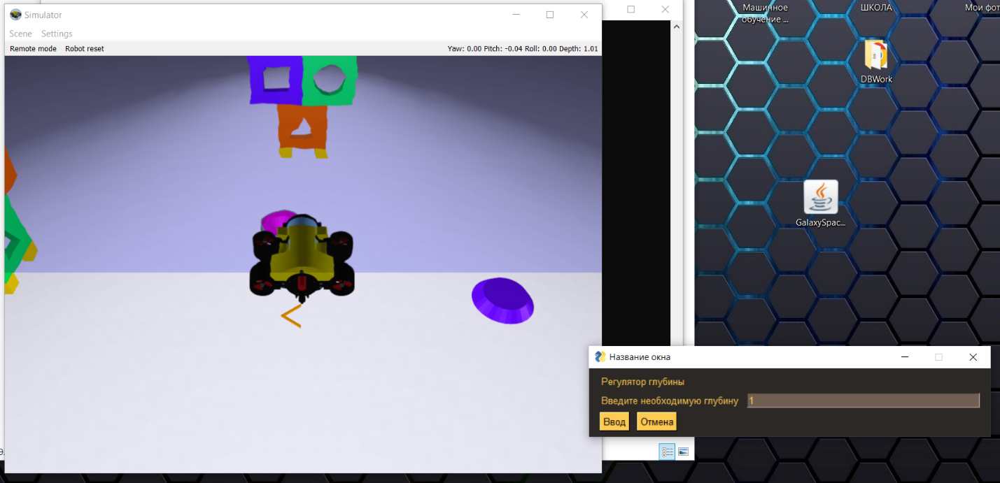 Simulator
Scene Settings
Remote mode Robot reset
Yaw: 0.00 Pitch: -0.04 Roll: 0.00 Depth: 1.01
Машинное
обучение ...
ШКОЛА
Мои фот
DBWork
GalaxySpac...
Название окна
Регулятор глубины
Введите необходимую глубину 1
Ввод Отмена